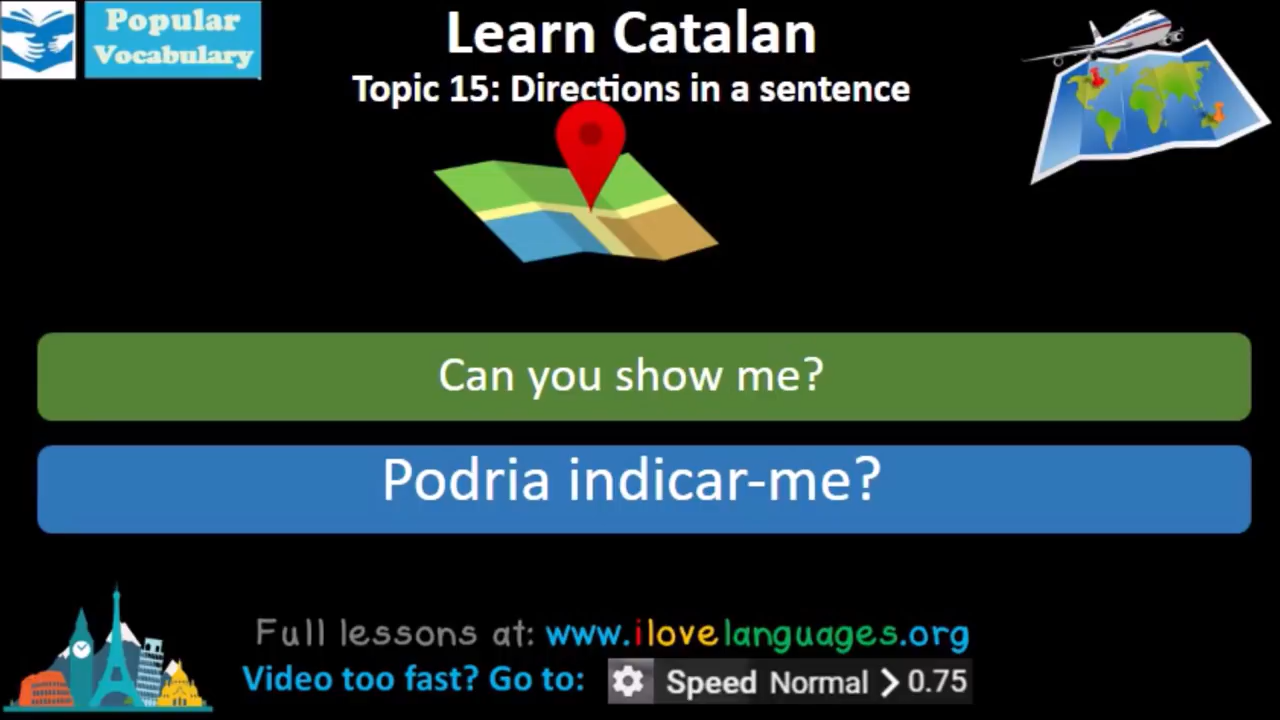 Popular
Vocabulary
Learn Catalan
Topic 15: Directions in a sentence
Can you show me?
Podria indicar-me?
Full lessons at: www.ilovelanguages.org
Video too fast? Go to: Speed Normal > 0.75